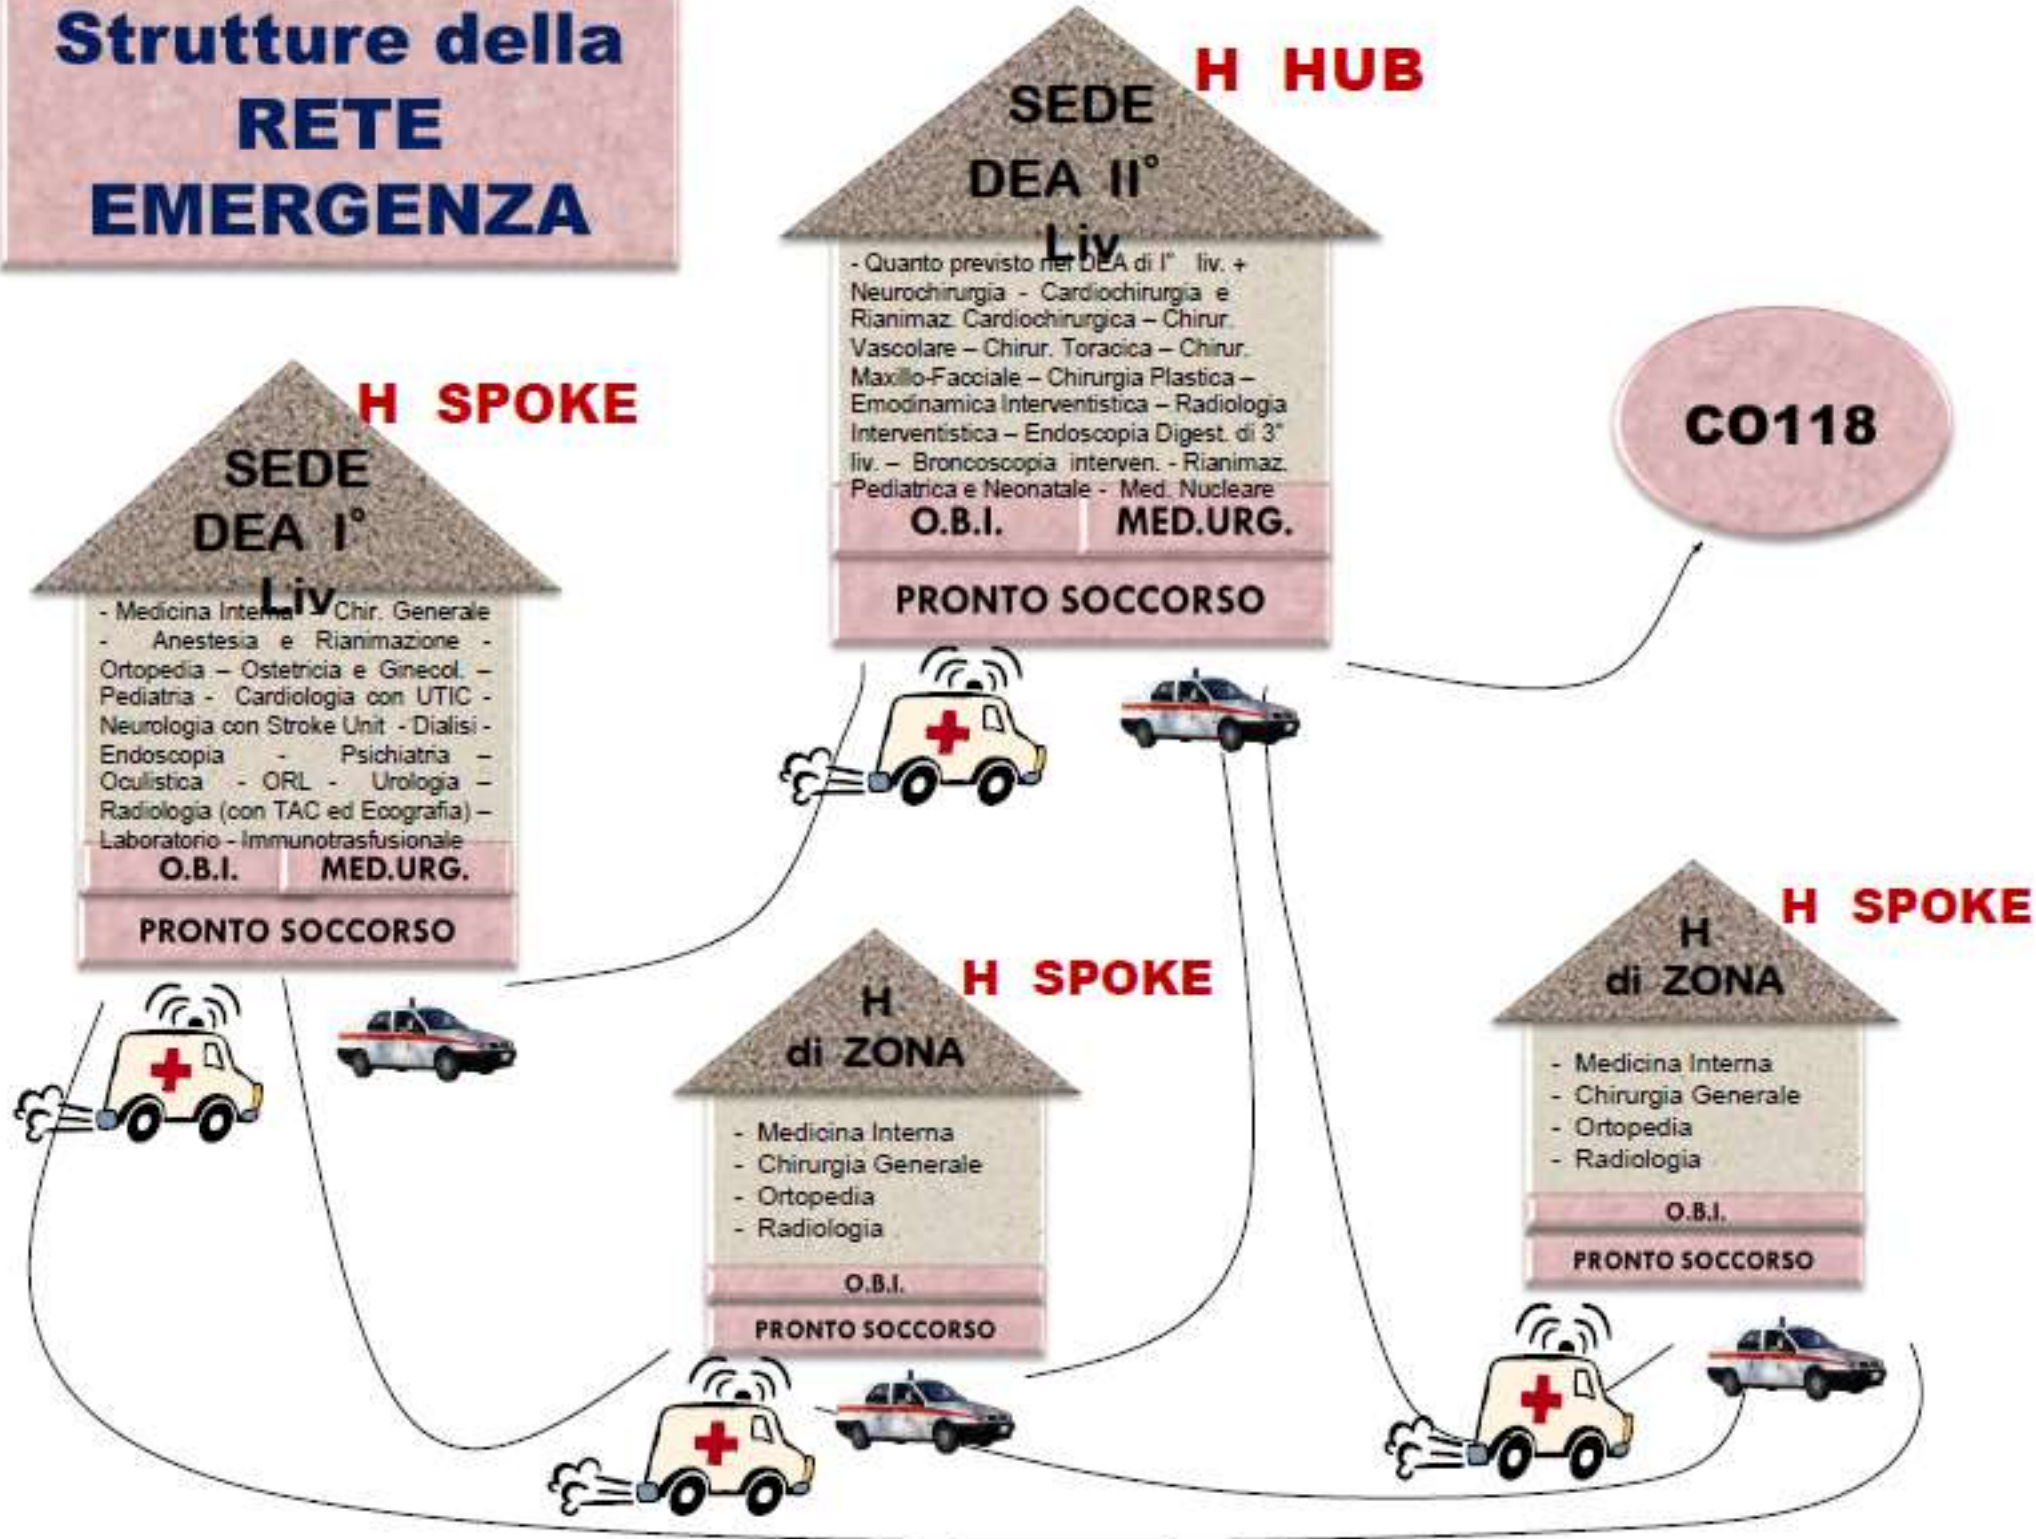 Strutture della
RETE
EMERGENZA
H HUB
SEDE
DEA II°
Liv
- Quanto previsto nel DEA di I° liv. +
Neurochirurgia - Cardiochirurgia e
Rianimaz. Cardiochirurgica – Chirur.
Vascolare – Chirur. Toracica – Chirur.
Maxillo-Facciale – Chirurgia Plastica –
Emodinamica Interventistica – Radiologia
Interventistica – Endoscopia Digest. di 3°
liv. – Broncoscopia interven. - Rianimaz.
Pediatrica e Neonatale - Med. Nucleare
O.B.I. MED.URG.
PRONTO SOCCORSO
CO118
H SPOKE
SEDE
DEA I°
Liv
- Medicina Interna – Chir. Generale
- Anestesia e Rianimazione -
Ortopedia – Ostetricia e Ginecol. –
Pediatria - Cardiologia con UTIC -
Neurologia con Stroke Unit - Dialisi -
Endoscopia - Psichiatria –
Oculistica - ORL - Urologia –
Radiologia (con TAC ed Ecografia) –
Laboratorio - Immunotrasfusionale
O.B.I. MED.URG.
PRONTO SOCCORSO
H SPOKE
H
di ZONA
- Medicina Interna
- Chirurgia Generale
- Ortopedia
- Radiologia
O.B.I.
PRONTO SOCCORSO
H SPOKE
H
di ZONA
- Medicina Interna
- Chirurgia Generale
- Ortopedia
- Radiologia
O.B.I.
PRONTO SOCCORSO